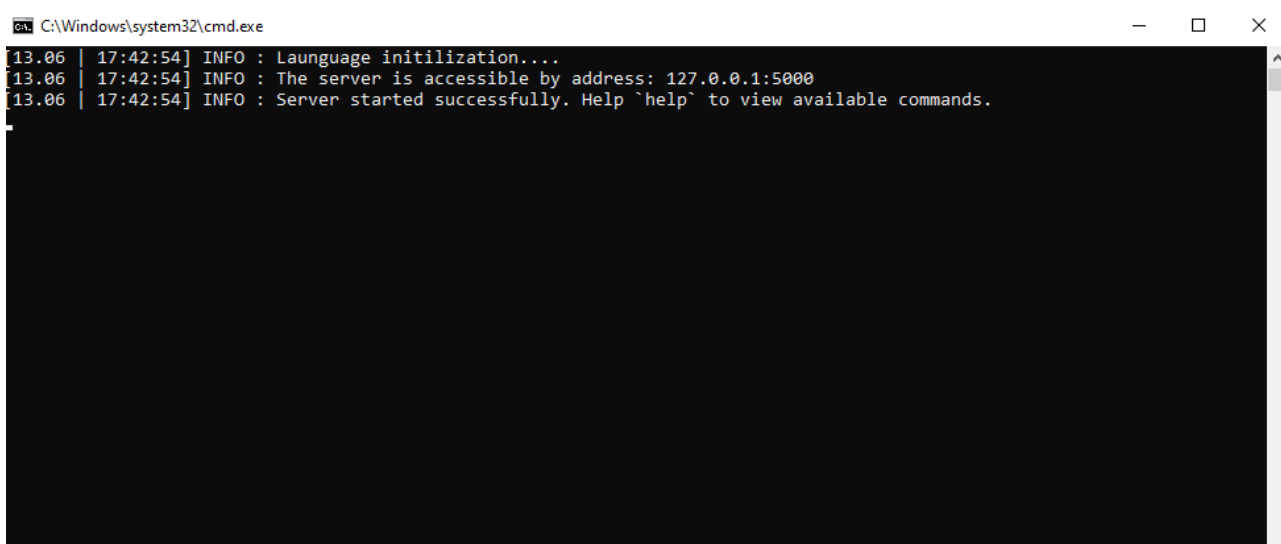 C:\Windows\system32\cmd.exe
[13.06 | 17:42:54] INFO : Launguage initilization....
[13.06 | 17:42:54] INFO : The server is accessible by address: 127.0.0.1:5000
[13.06 | 17:42:54] INFO : Server started successfully. Help `help` to view available commands.